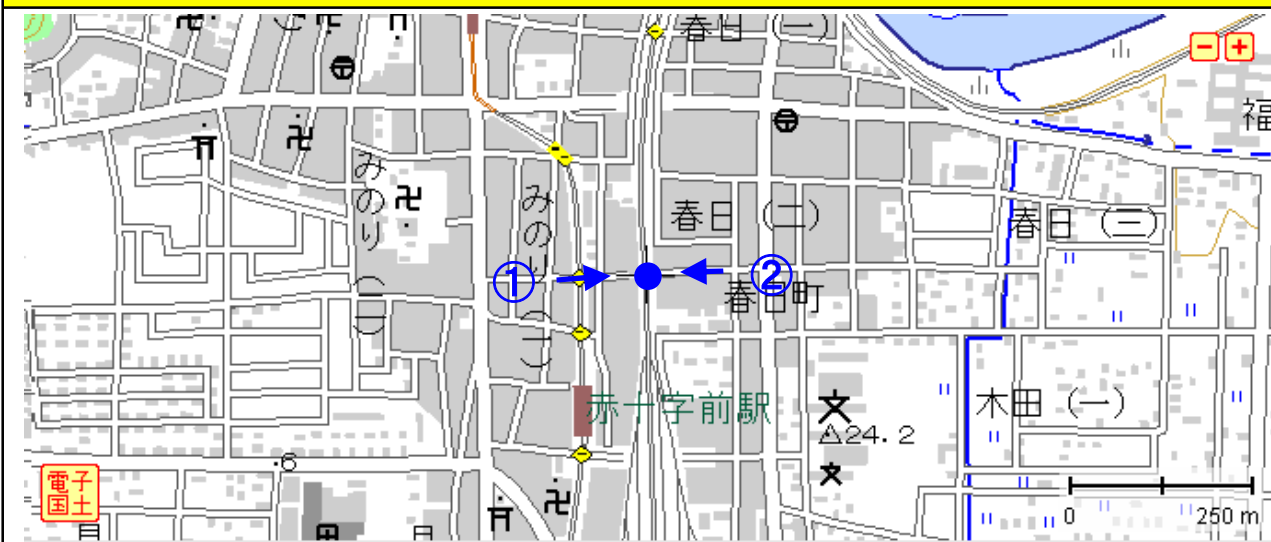 春日 (一)
− +
福
みのり (二)
みのり (一)
春日 (二)
春日 (三)
①
②
春日町
赤十字前駅
木田 (一)
24.2
.6
電子
国土
0
250 m